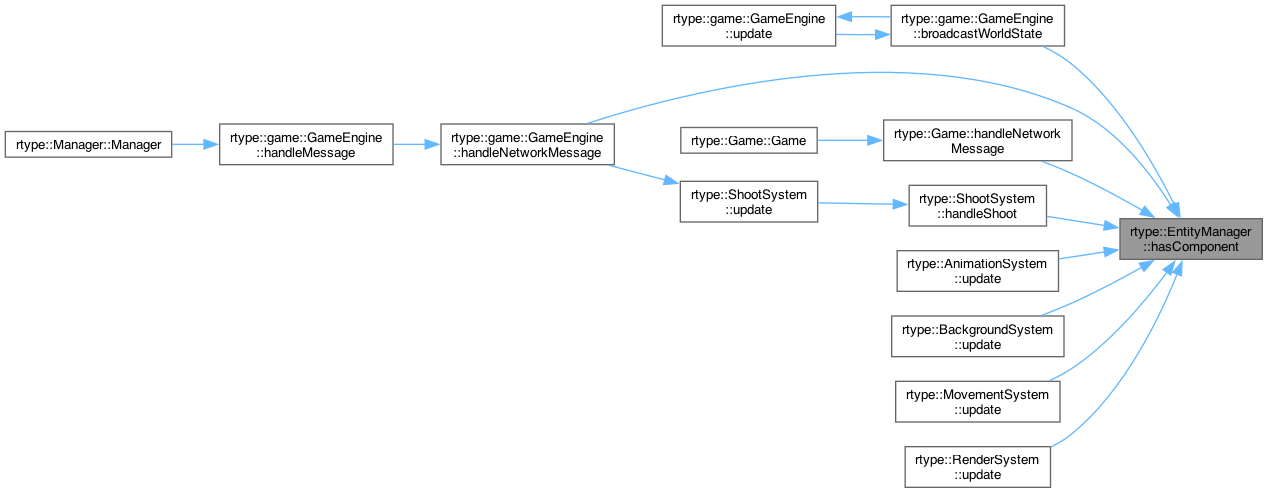 rtype::game::GameEngine
::update
rtype::game::GameEngine
::broadcastWorldState
rtype::Manager::Manager
rtype::game::GameEngine
::handleMessage
rtype::game::GameEngine
::handleNetworkMessage
rtype::Game::Game
rtype::Game::handleNetwork
Message
rtype::ShootSystem
::update
rtype::ShootSystem
::handleShoot
rtype::EntityManager
::hasComponent
rtype::AnimationSystem
::update
rtype::BackgroundSystem
::update
rtype::MovementSystem
::update
rtype::RenderSystem
::update